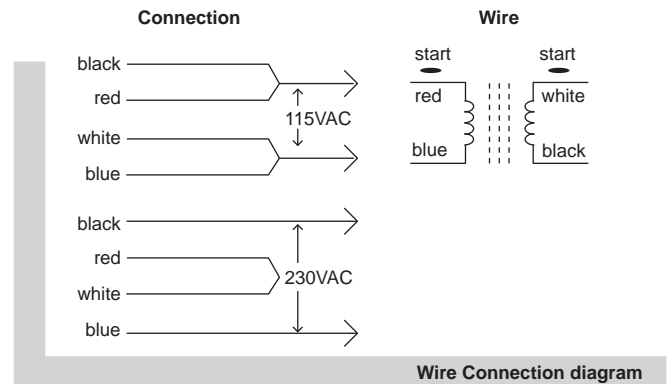 Connection
black
red
115VAC
white
blue
black
red
230VAC
white
blue
Wire
start start
red white
blue black
Wire Connection diagram